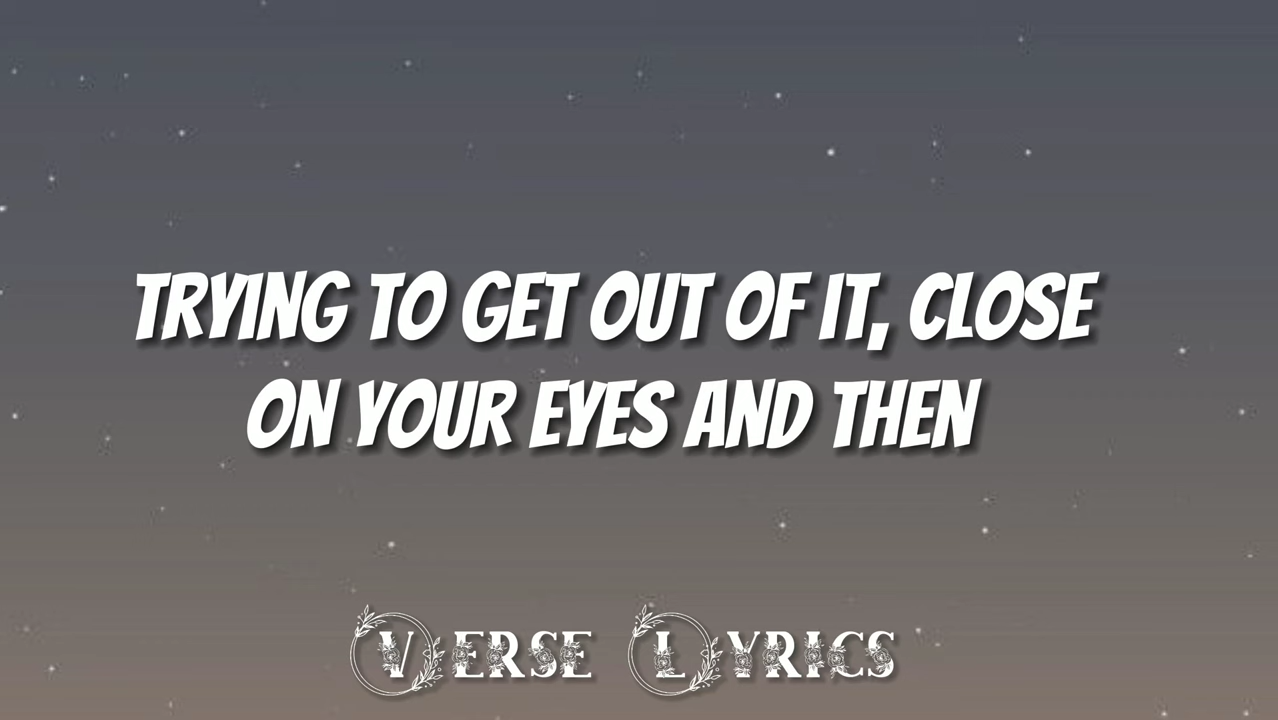 TRYING TO GET OUT OF IT, CLOSE
ON YOUR EYES AND THEN
VERSE LYRICS